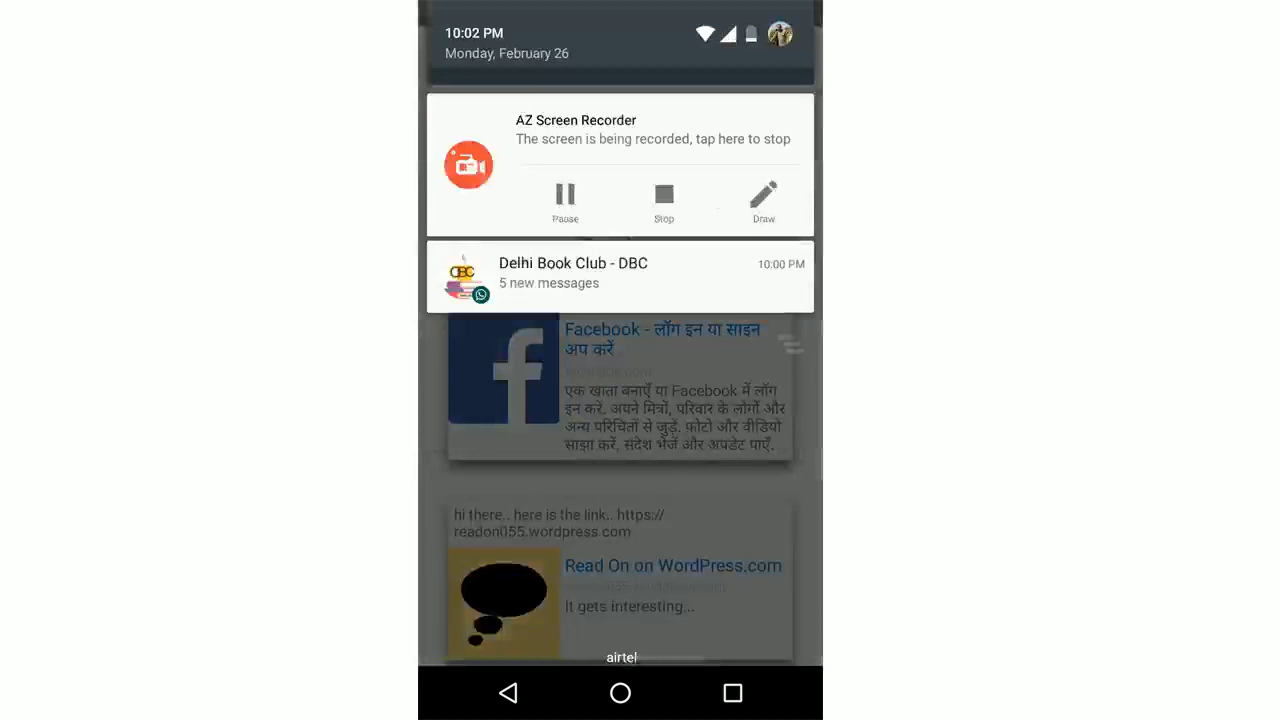 10:02 PM
Monday, February 26
AZ Screen Recorder
The screen is being recorded, tap here to stop
Pause
Stop
Draw
DBC
Delhi Book Club - DBC
10:00 PM
5 new messages
Facebook - लॉग इन या साइन
अप करें
एक खाता बनाएँ या Facebook में लॉग
इन करें. अपने मित्रों, परिवार के लोगों और
अन्य परिचितों से जुड़ें. फ़ोटो और वीडियो
साझा करें, संदेश भेजें और अपडेट पाएँ.
hi there.. here is the link.. https://
readon055.wordpress.com
Read On on WordPress.com
It gets interesting...
airtel